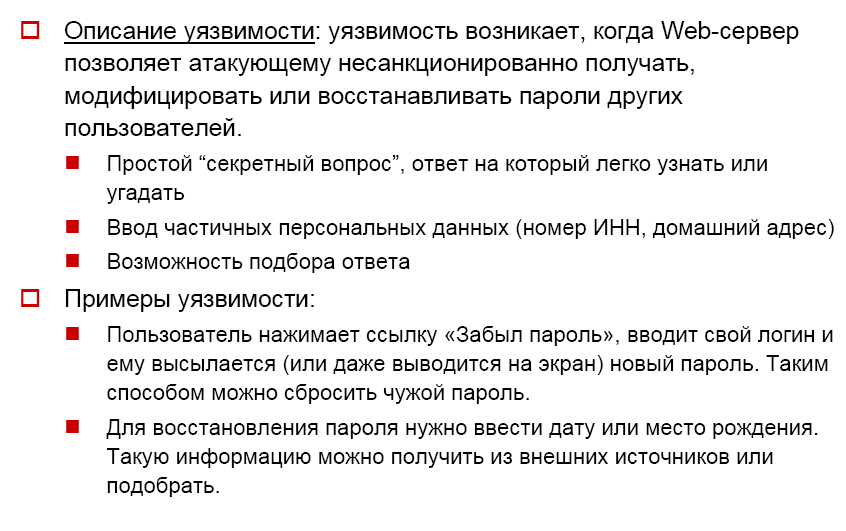 Описание уязвимости: уязвимость возникает, когда Web-сервер
позволяет атакующему несанкционированно получать,
модифицировать или восстанавливать пароли других
пользователей.
Простой “секретный вопрос”, ответ на который легко узнать или
угадать
Ввод частичных персональных данных (номер ИНН, домашний адрес)
Возможность подбора ответа
Примеры уязвимости:
Пользователь нажимает ссылку «Забыл пароль», вводит свой логин и
ему высылается (или даже выводится на экран) новый пароль. Таким
способом можно сбросить чужой пароль.
Для восстановления пароля нужно ввести дату или место рождения.
Такую информацию можно получить из внешних источников или
подобрать.